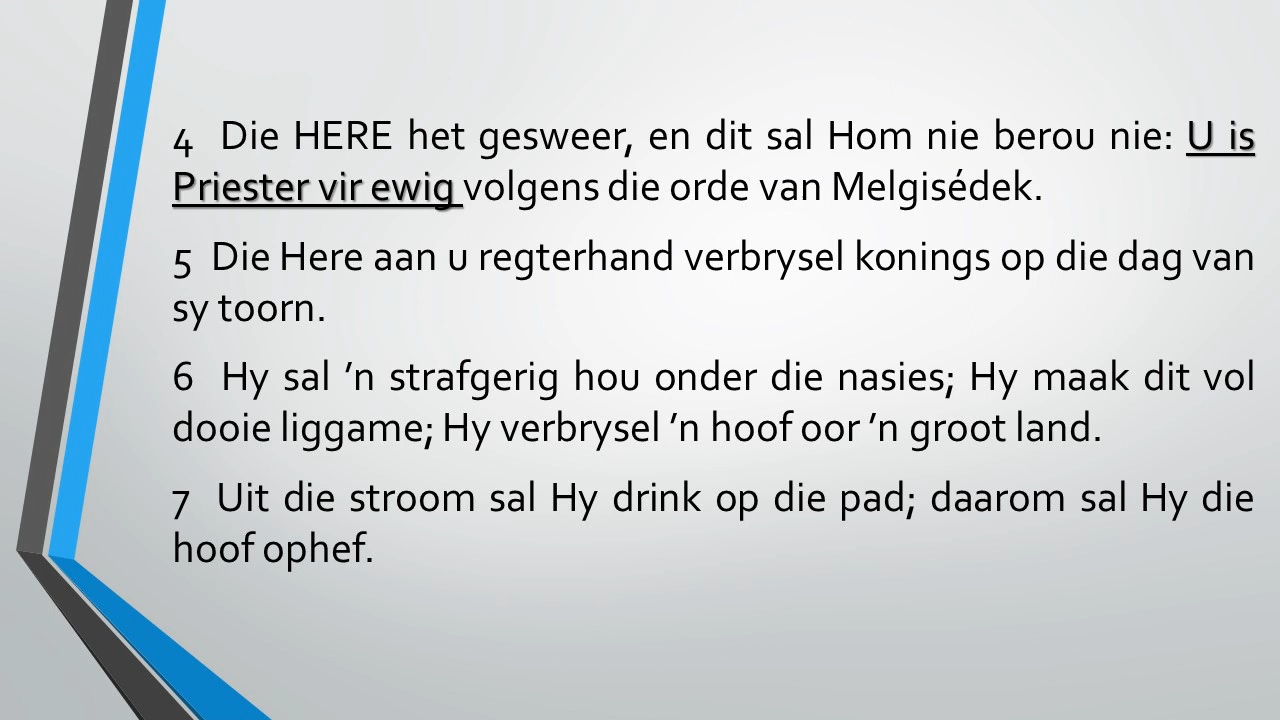 4 Die HERE het gesweer, en dit sal Hom nie berou nie: U is
Priester vir ewig volgens die orde van Melgisédek.
5 Die Here aan u regterhand verbrysel konings op die dag van
sy toorn.
6 Hy sal ’n strafgerig hou onder die nasies; Hy maak dit vol
dooie liggame; Hy verbrysel ’n hoof oor ’n groot land.
7 Uit die stroom sal Hy drink op die pad; daarom sal Hy die
hoof ophef.